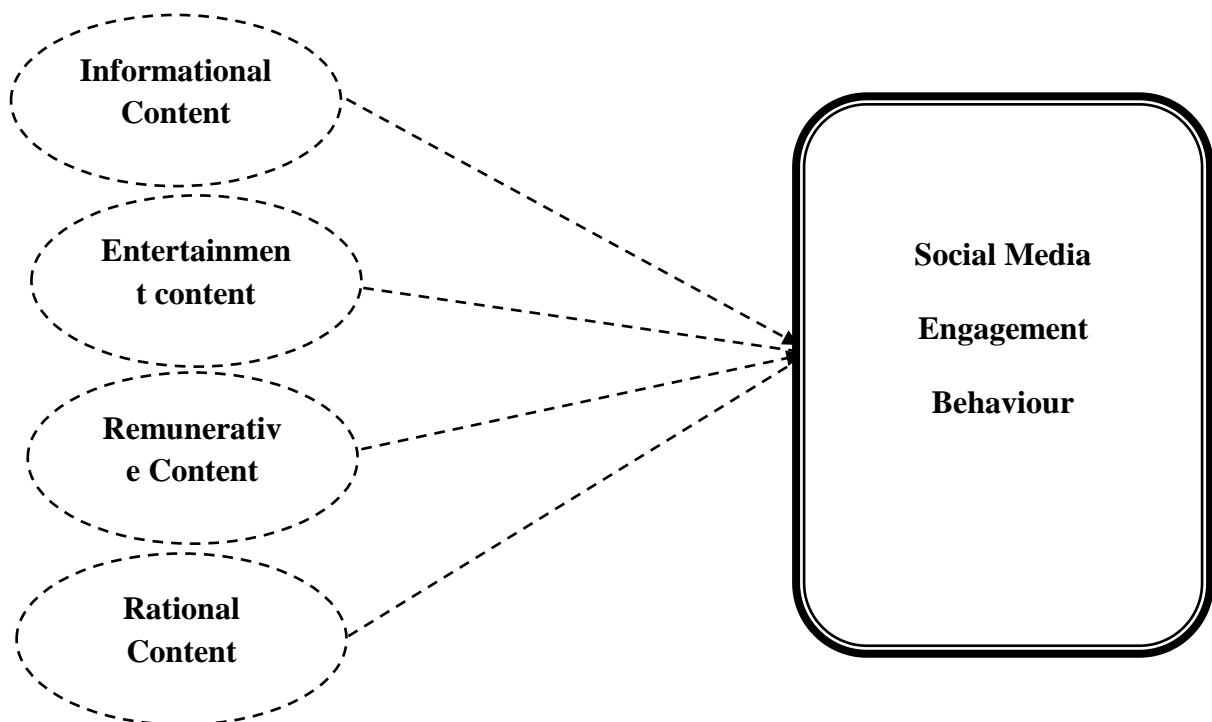 Informational
Content
Entertainmen
t content
Remunerativ
e Content
Rational
Content
Social Media
Engagement
Behaviour